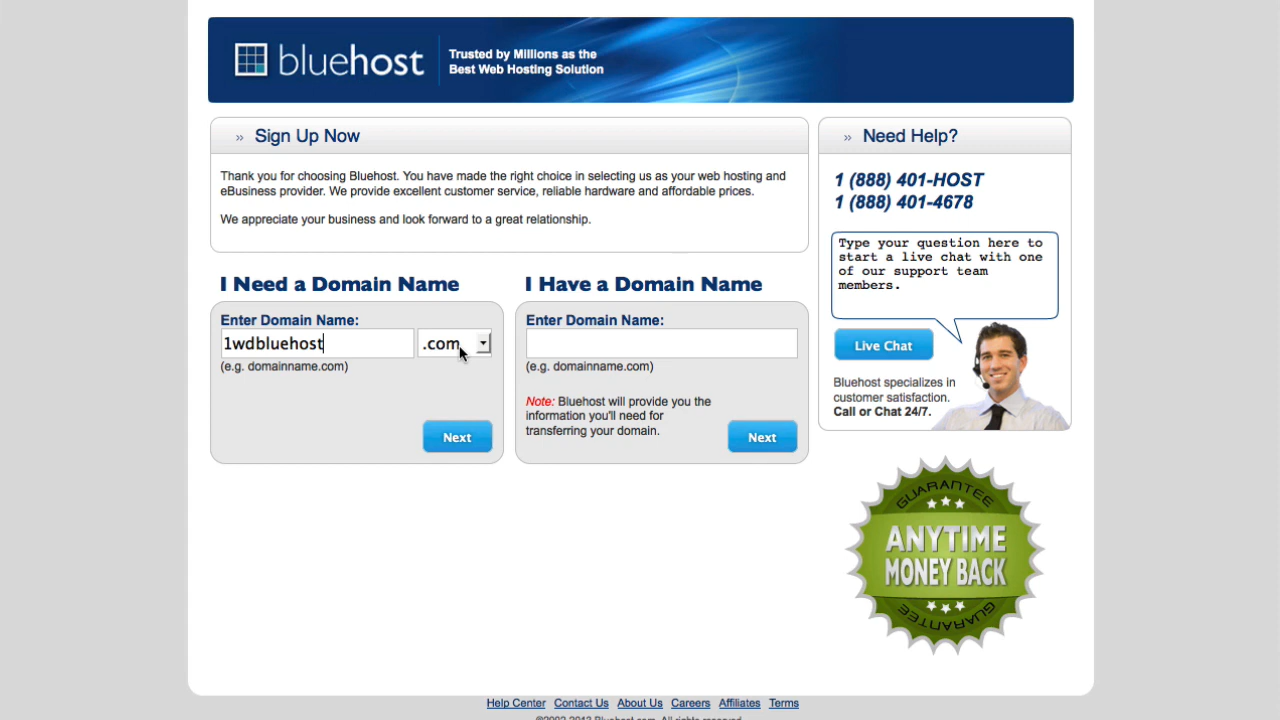 bluehost
Trusted by Millions as the
Best Web Hosting Solution
» Sign Up Now
Thank you for choosing Bluehost. You have made the right choice in selecting us as your web hosting and
eBusiness provider. We provide excellent customer service, reliable hardware and affordable prices.
We appreciate your business and look forward to a great relationship.
I Need a Domain Name
Enter Domain Name:
1wdbluehost
.com
(e.g. domainname.com)
Next
I Have a Domain Name
Enter Domain Name:
(e.g. domainname.com)
Note: Bluehost will provide you the
information you'll need for
transferring your domain.
Next
» Need Help?
1 (888) 401-HOST
1 (888) 401-4678
Type your question here to
start a live chat with one
of our support team
members.
Live Chat
Bluehost specializes in
customer satisfaction.
Call or Chat 24/7.
GUARANTEE
ANYTIME
MONEY BACK
GUARANTEE
Help Center Contact Us About Us Careers Affiliates Terms
©2002-2013 Bluehost.com. All rights reserved.